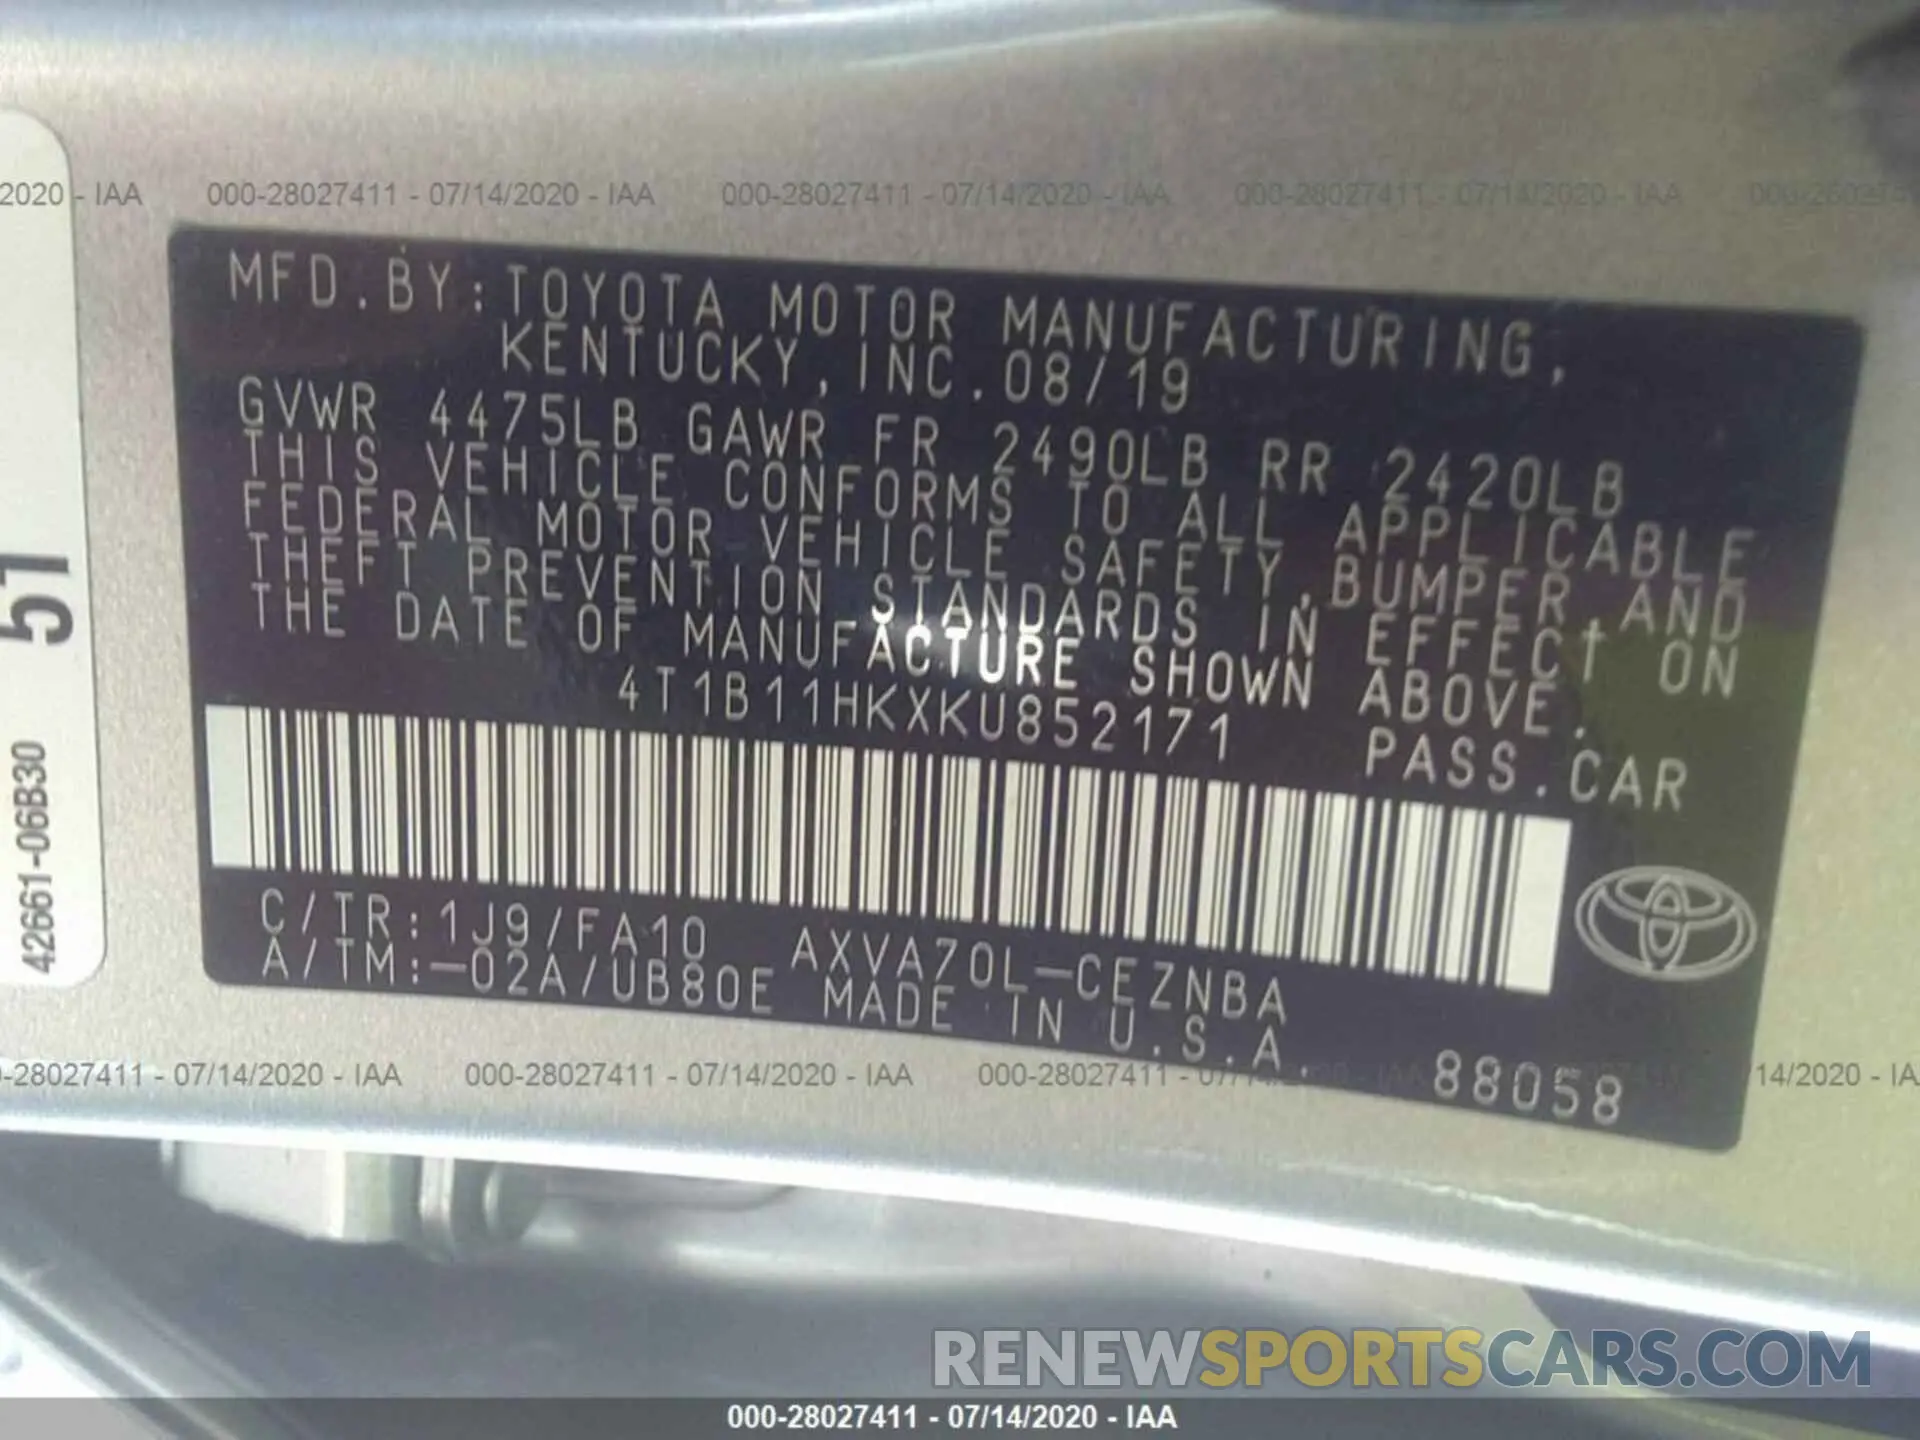 2020 - IAA 000-28027411 - 07/14/2020 - IAA 000-28027411 - 07/14/2020 - IAA 000-28027411 - 07/14/2020 - IAA
MFD.BY:TOYOTA MOTOR MANUFACTURING,
KENTUCKY,INC.08/19
GVWR 4475LB GAWR FR 2490LB RR 2420LB
THIS VEHICLE CONFORMS TO ALL APPLICABLE
FEDERAL MOTOR VEHICLE SAFETY,BUMPER,AND
THEFT PREVENTION STANDARDS IN EFFECT ON
THE DATE OF MANUFACTURE SHOWN ABOVE.
4T1B11HKXKU852171 PASS.CAR
C/TR:1J9/FA10 AXVA70L-CEZNBA
A/TM:-02A/UB80E MADE IN U.S.A.
88058
51
42661-06B30
0-28027411 - 07/14/2020 - IAA 000-28027411 - 07/14/2020 - IAA 000-28027411 - 07/14/2020 - IAA 14/2020 - IA
RENEWSPORTSCARS.COM
000-28027411 - 07/14/2020 - IAA